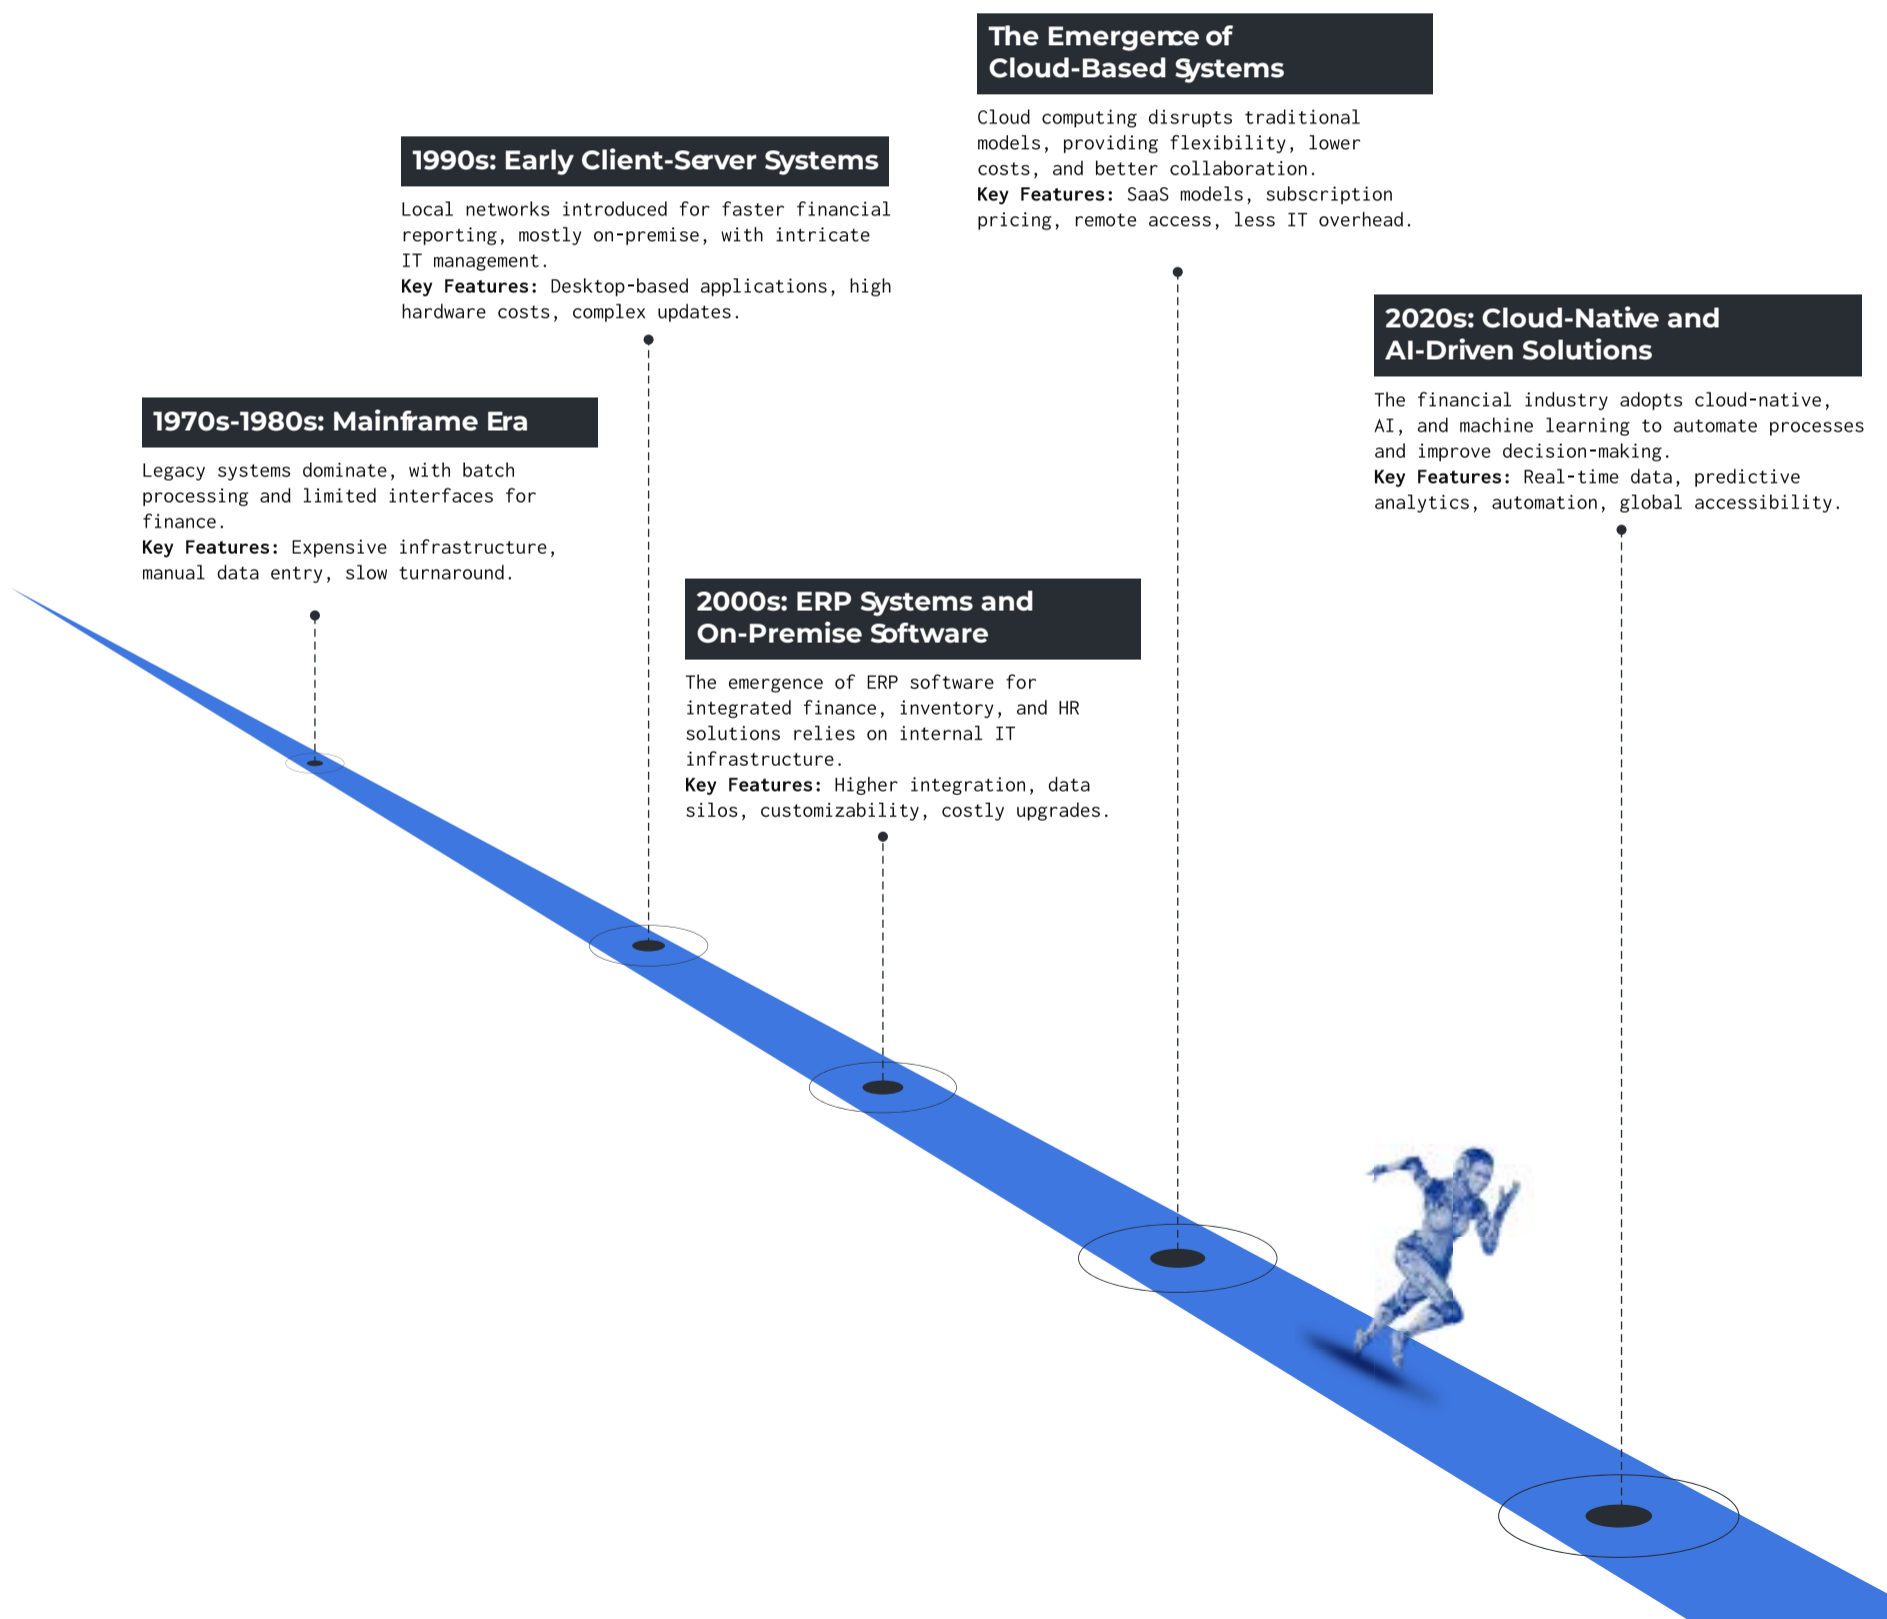 The Emergence of
Cloud-Based Systems
Cloud computing disrupts traditional
models, providing flexibility, lower
costs, and better collaboration.
Key Features: SaaS models, subscription
pricing, remote access, less IT overhead.
1990s: Early Client-Server Systems
Local networks introduced for faster financial
reporting, mostly on-premise, with intricate
IT management.
Key Features: Desktop-based applications, high
hardware costs, complex updates.
2020s: Cloud-Native and
AI-Driven Solutions
The financial industry adopts cloud-native,
AI, and machine learning to automate processes
and improve decision-making.
Key Features: Real-time data, predictive
analytics, automation, global accessibility.
1970s-1980s: Mainframe Era
Legacy systems dominate, with batch
processing and limited interfaces for
finance.
Key Features: Expensive infrastructure,
manual data entry, slow turnaround.
2000s: ERP Systems and
On-Premise Software
The emergence of ERP software for
integrated finance, inventory, and HR
solutions relies on internal IT
infrastructure.
Key Features: Higher integration, data
silos, customizability, costly upgrades.